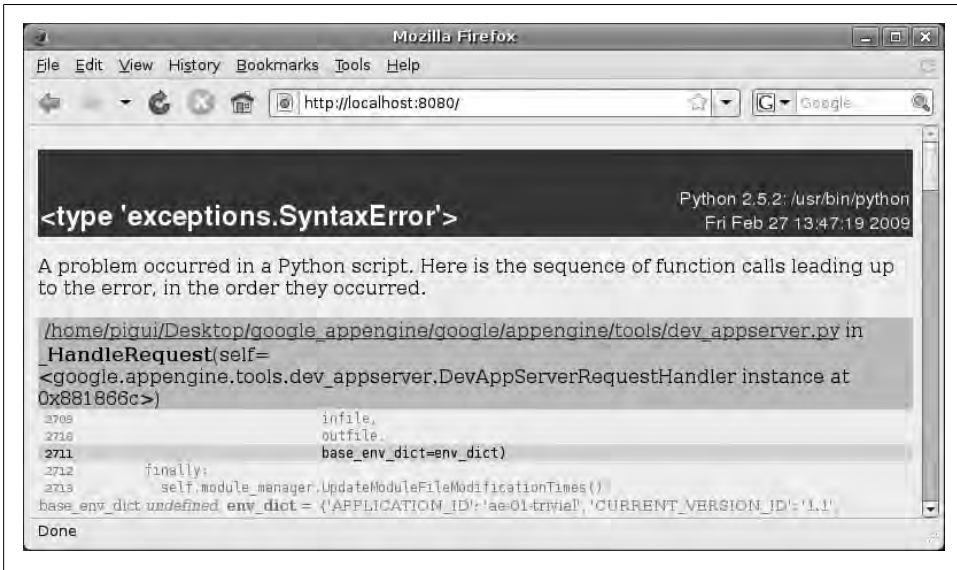 Mozilla Firefox
File Edit View History Bookmarks Tools Help
http://localhost:8080/
G Google
<type 'exceptions.SyntaxError'>
Python 2.5.2: /usr/bin/python
Fri Feb 27 13:47:19 2009
A problem occurred in a Python script. Here is the sequence of function calls leading up
to the error, in the order they occurred.
/home/pigui/Desktop/google_appengine/google/appengine/tools/dev_appserver.py in
_HandleRequest(self=
<google.appengine.tools.dev_appserver.DevAppServerRequestHandler instance at
0x881866c>)
2709 infile,
2710 outfile,
2711 base_env_dict=env_dict)
2712 finally:
2713 self.module_manager.UpdateModuleFileModificationTimes()
base_env_dict undefined, env_dict = {'APPLICATION_ID': 'ae-01-trivial', 'CURRENT_VERSION_ID': '1.1',
Done